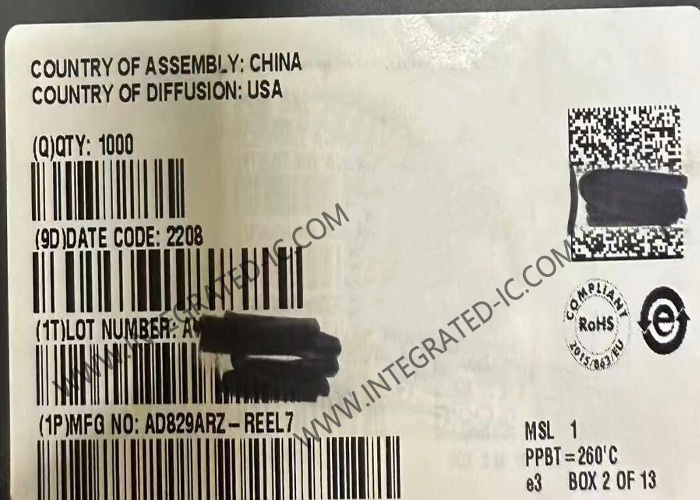 COUNTRY OF ASSEMBLY: CHINA
COUNTRY OF DIFFUSION: USA
(Q)QTY: 1000
(9D)DATE CODE: 2208
(1T)LOT NUMBER: A
(1P)MFG NO: AD829ARZ-REEL7
COMPLIANT
RoHS
2015/863/EU
e
MSL 1
PPBT=260'C
e3 BOX 2 OF 13
WWW.INTEGRATED-IC.COM
WWW.INTEGRATED-IC.COM